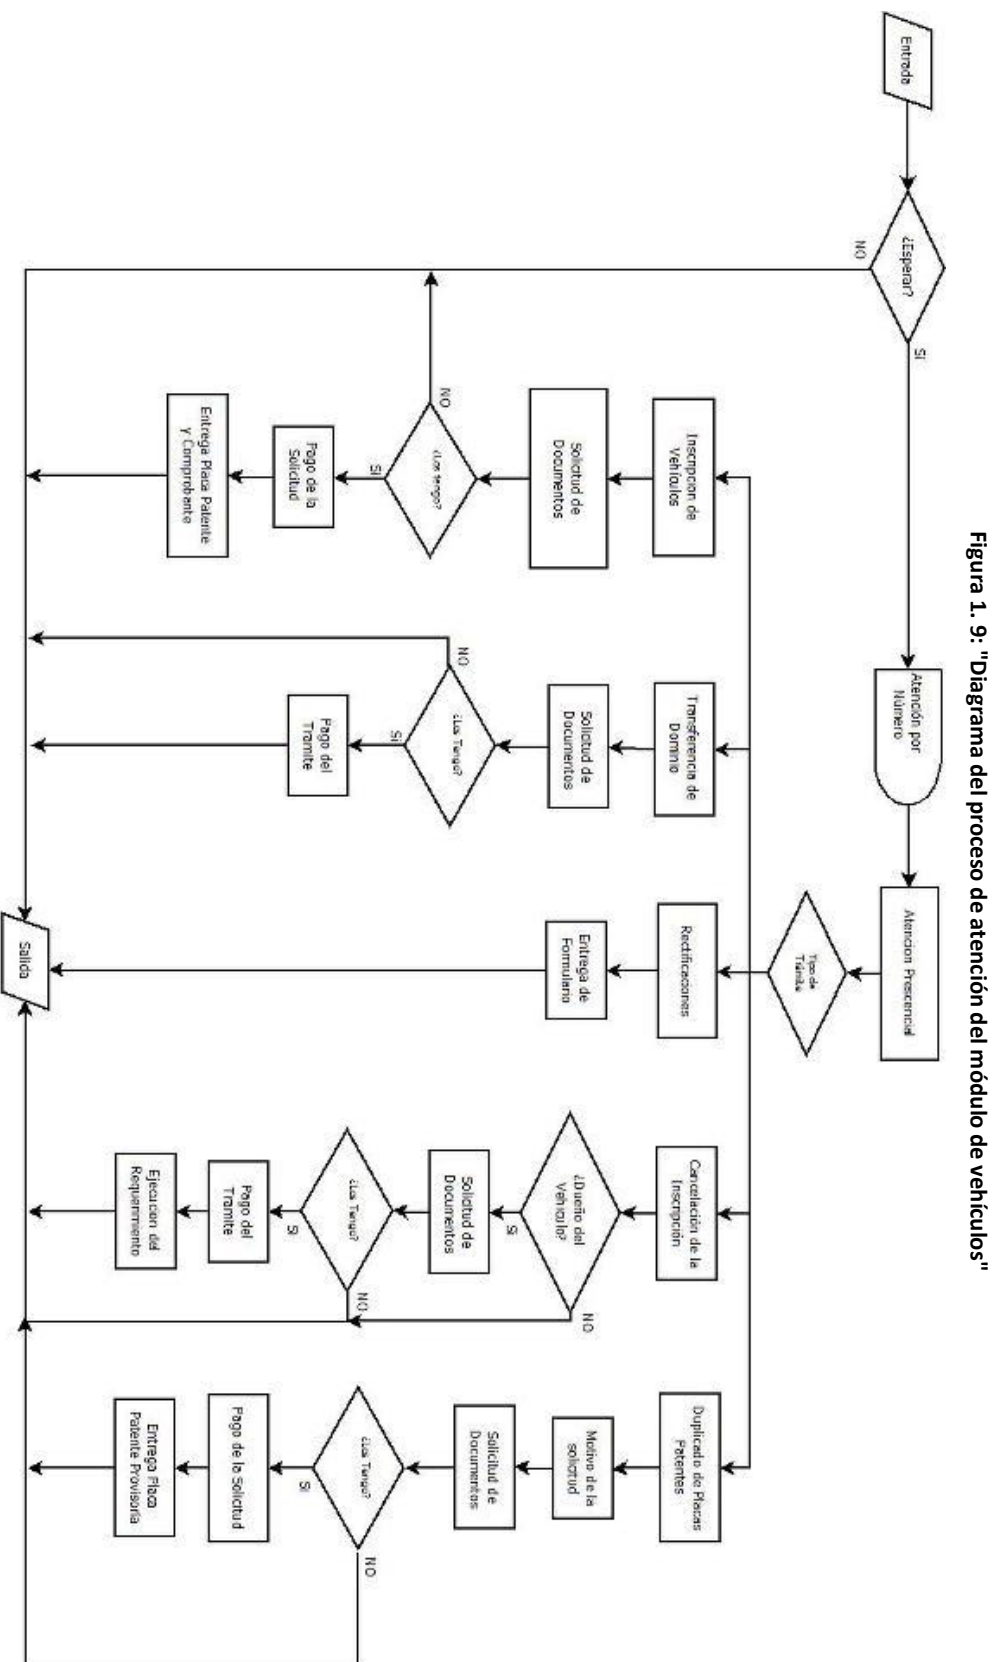 Figura 1. 9: "Diagrama del proceso de atención del módulo de vehículos"
Entrada
¿Esperar?
SI
NO
Atención por
Número
Atencion Prescencial
Tipo de
Trámite
Inscripcion de
Vehículos
Solicitud de
Documentos
¿Los tengo?
NO
SI
Pago de la
Solicitud
Entrega Placa Patente
y Comprobante
Transferencia de
Dominio
Solicitud de
Documentos
¿Los Tengo?
NO
SI
Pago del
Tramite
Rectificaciones
Entrega de
Formulario
Cancelación de la
Inscripción
¿Dueño del
Vehiculo?
NO
SI
Solicitud de
Documentos
¿Los Tengo?
NO
SI
Pago del
Tramite
Ejecucion del
Requerimiento
Duplicado de Placas
Patentes
Motivo de la
solicitud
Solicitud de
Documentos
¿Los Tengo?
NO
SI
Pago de la Solicitud
Entrega Placa
Patente Provisoria
Salida